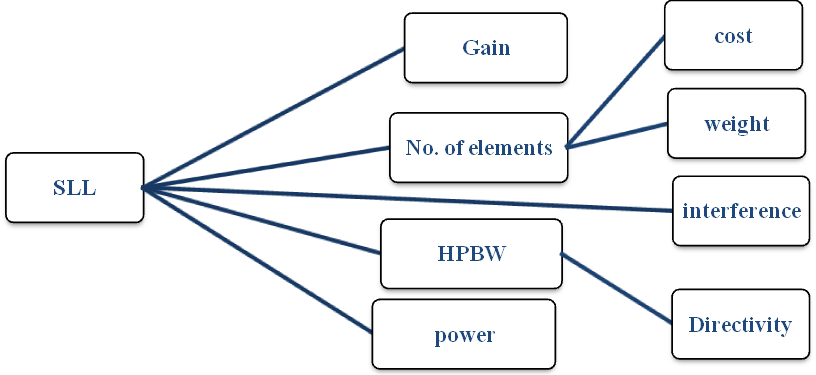 SLL
Gain
No. of elements
HPBW
power
cost
weight
interference
Directivity